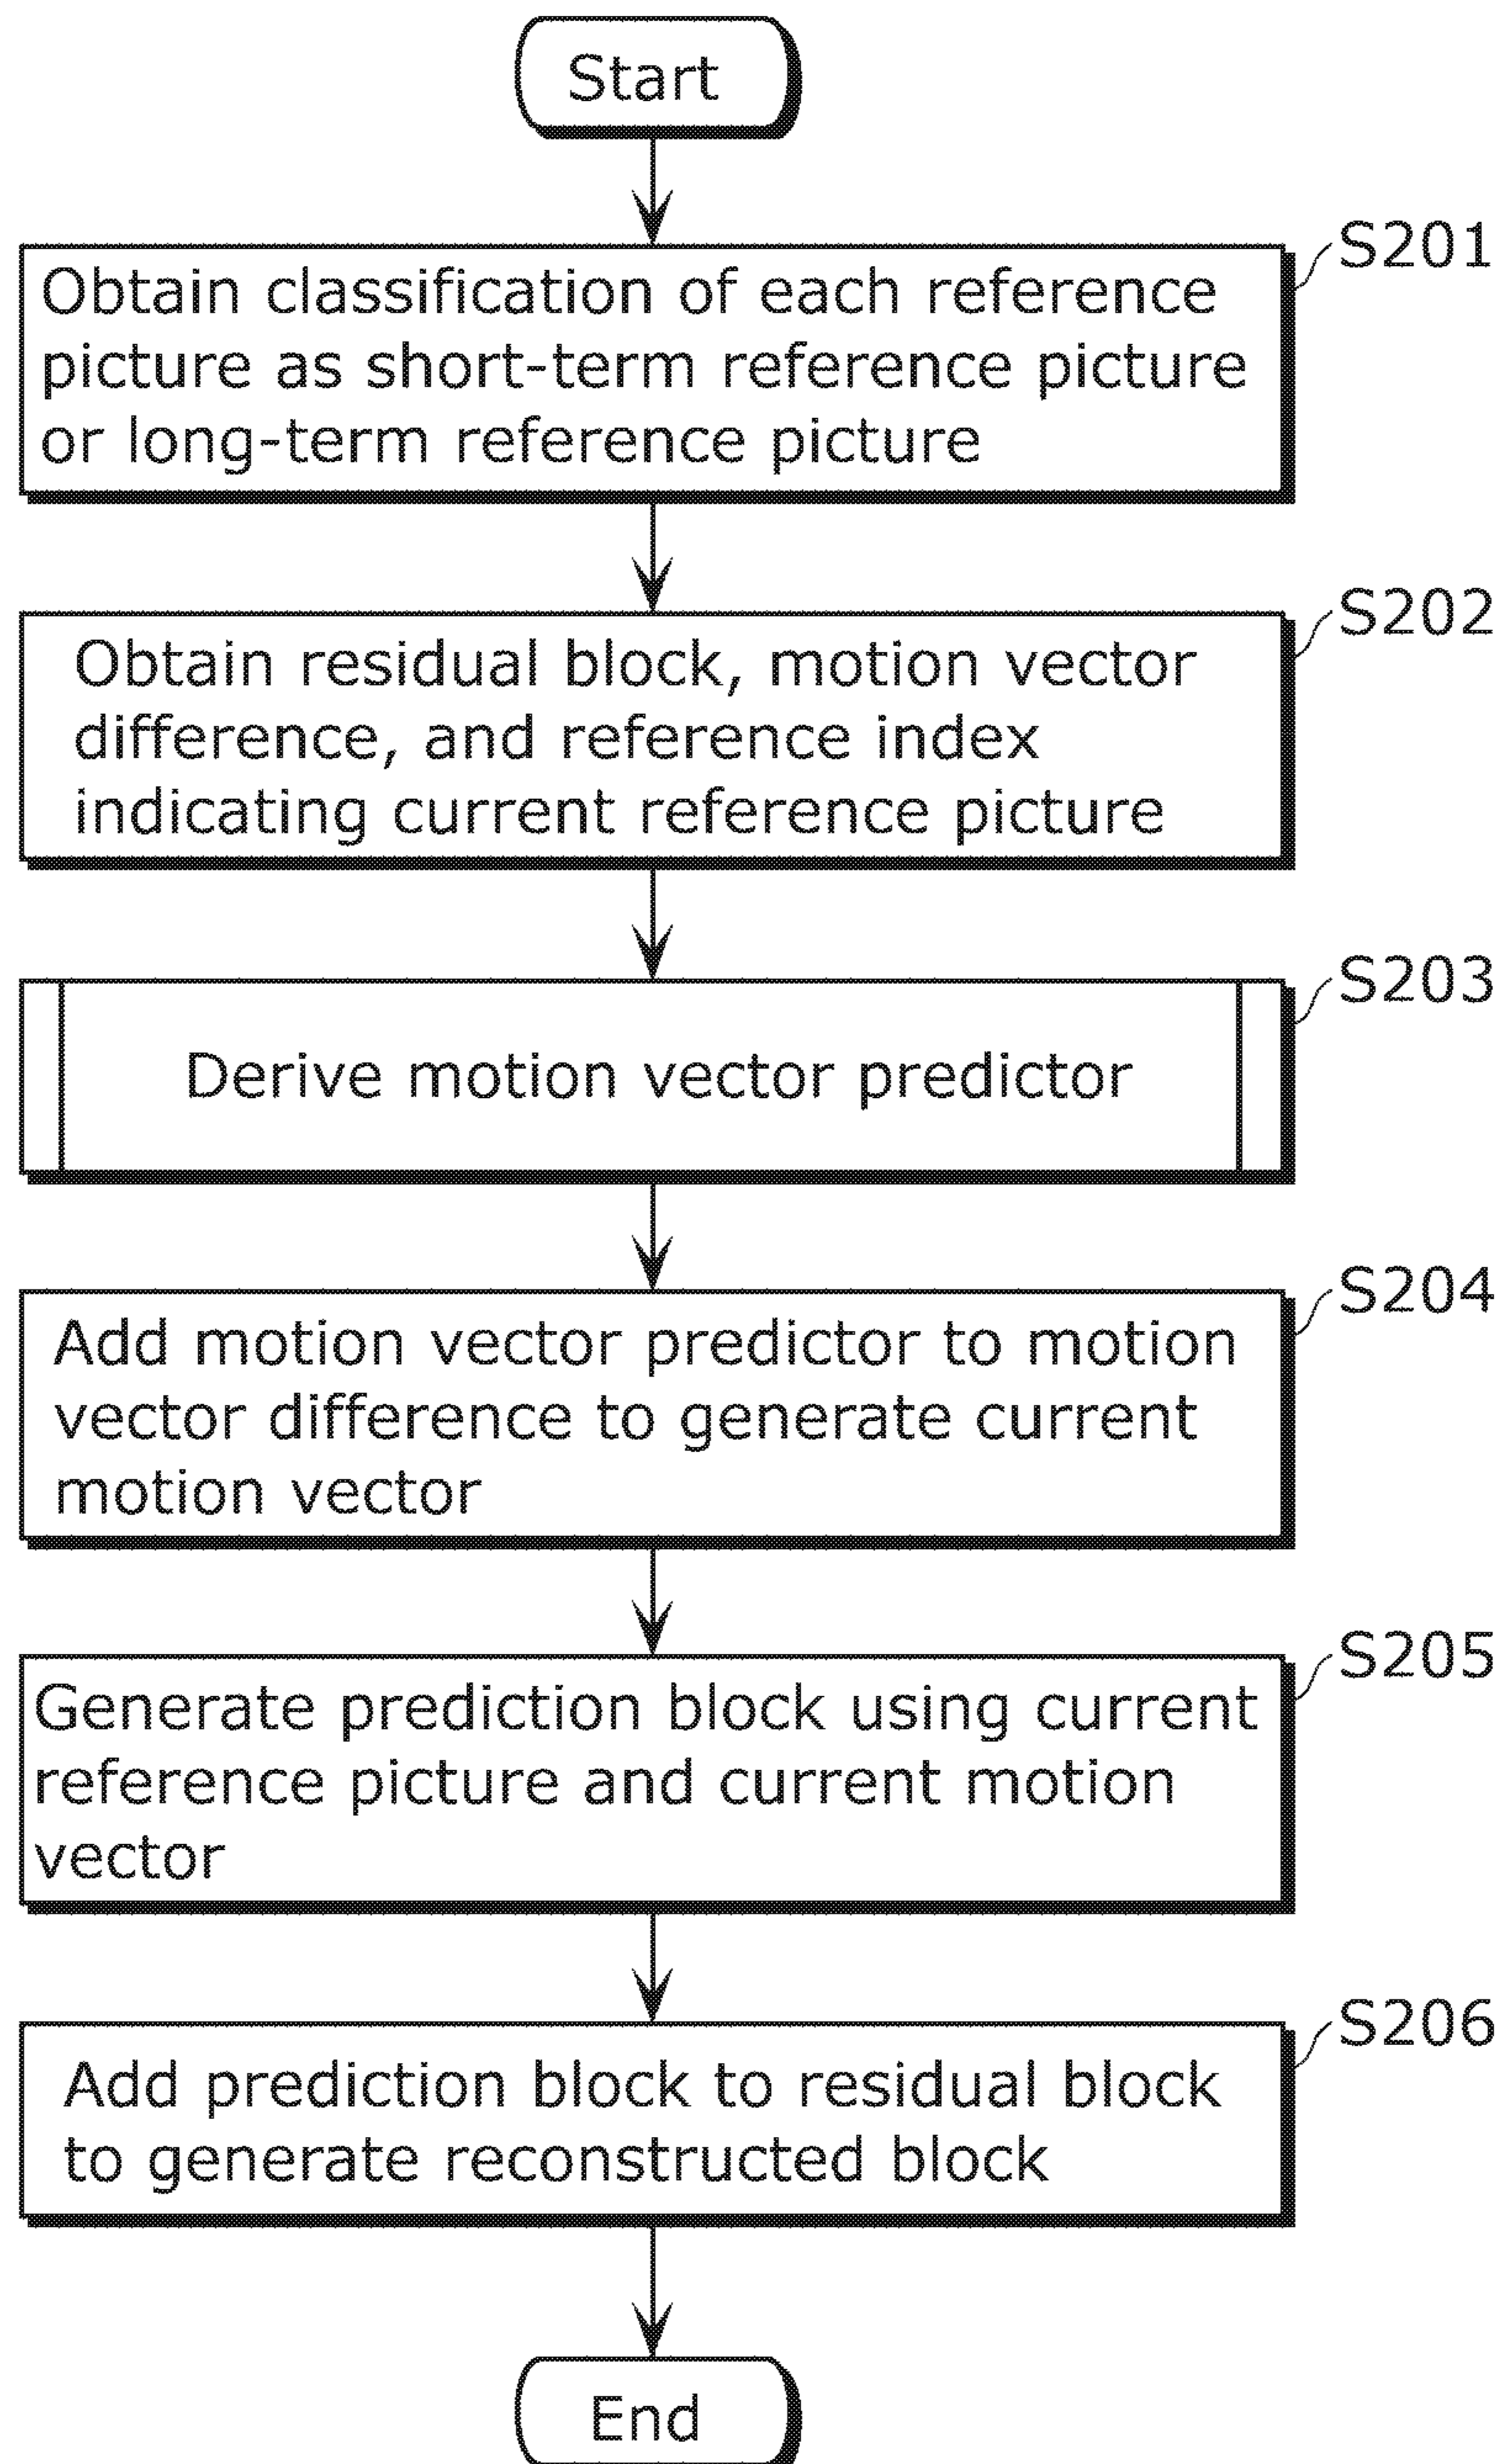 Start
S201
Obtain classification of each reference
picture as short-term reference picture
or long-term reference picture
S202
Obtain residual block, motion vector
difference, and reference index
indicating current reference picture
S203
Derive motion vector predictor
S204
Add motion vector predictor to motion
vector difference to generate current
motion vector
S205
Generate prediction block using current
reference picture and current motion
vector
S206
Add prediction block to residual block
to generate reconstructed block
End